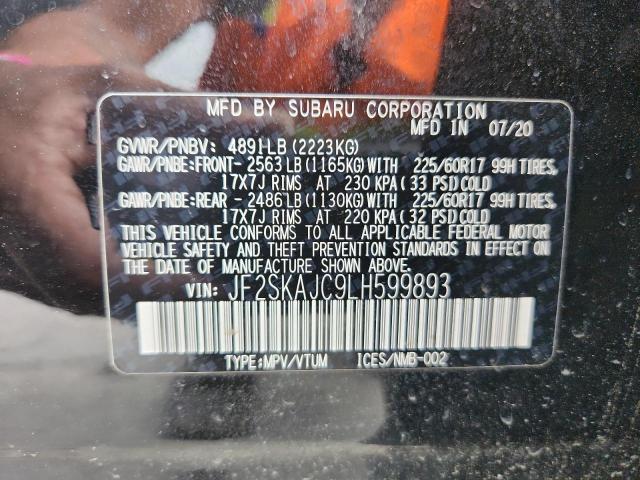 MFD BY SUBARU CORPORATION
MFD IN 07/20
GVWR/PNBV: 4891LB (2223KG)
GAWR/PNBE:FRONT- 2563 LB (1165KG) WITH 225/60R17 99H TIRES,
17X7J RIMS AT 230 KPA ( 33 PSI) COLD
GAWR/PNBE:REAR - 2486 LB (1130KG) WITH 225/60R17 99H TIRES,
17X7J RIMS AT 220 KPA ( 32 PSI) COLD
THIS VEHICLE CONFORMS TO ALL APPLICABLE FEDERAL MOTOR
VEHICLE SAFETY AND THEFT PREVENTION STANDARDS IN EFFECT ON
THE DATE OF MANUFACTURE SHOWN ABOVE.
VIN: JF2SKAJC9LH599893
TYPE:MPV/VTUM ICES/NMB-002